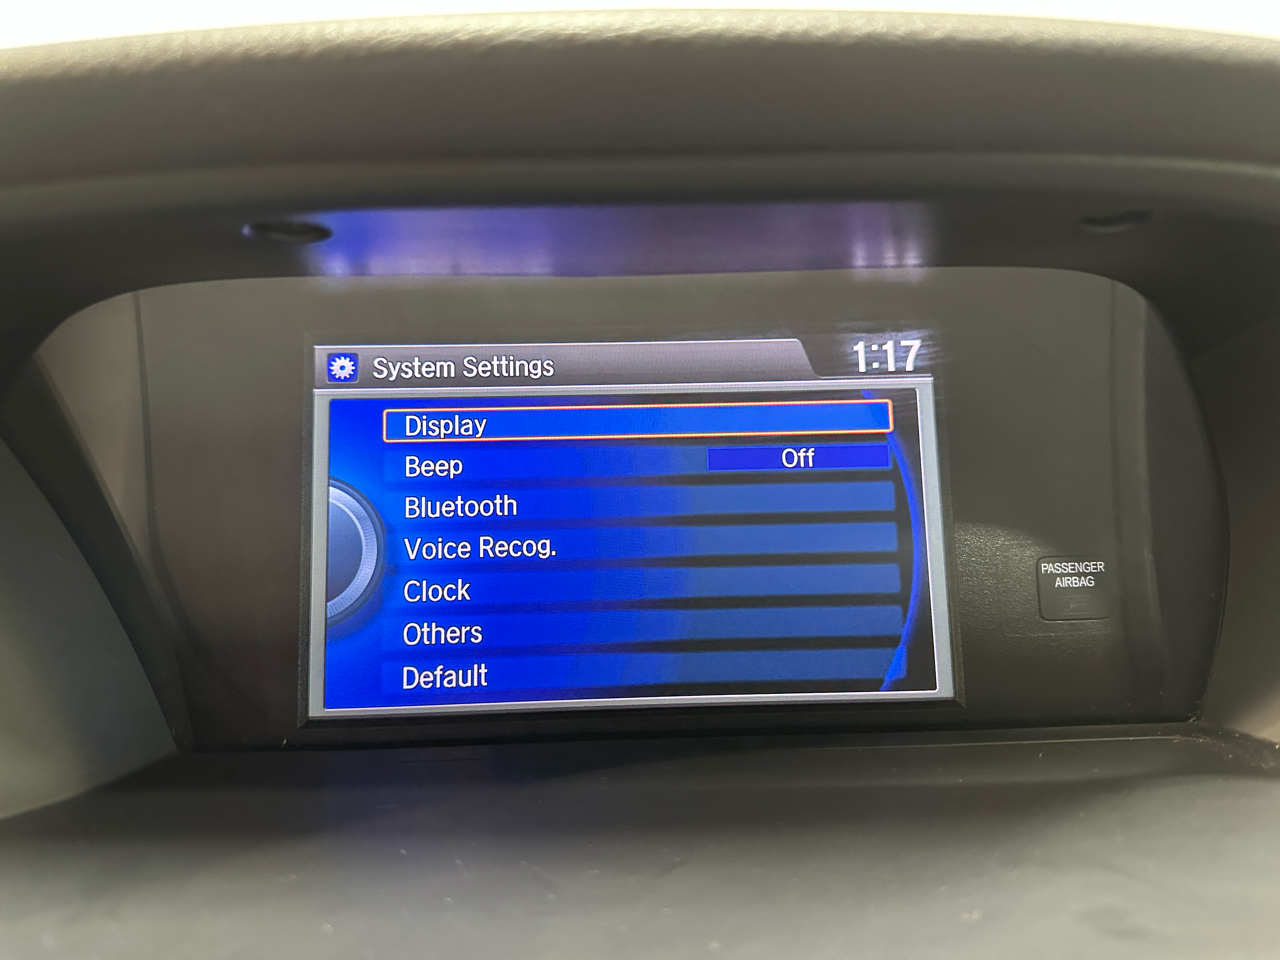 System Settings
1:17
Display
Beep
Off
Bluetooth
Voice Recog.
Clock
Others
Default
PASSENGER
AIRBAG